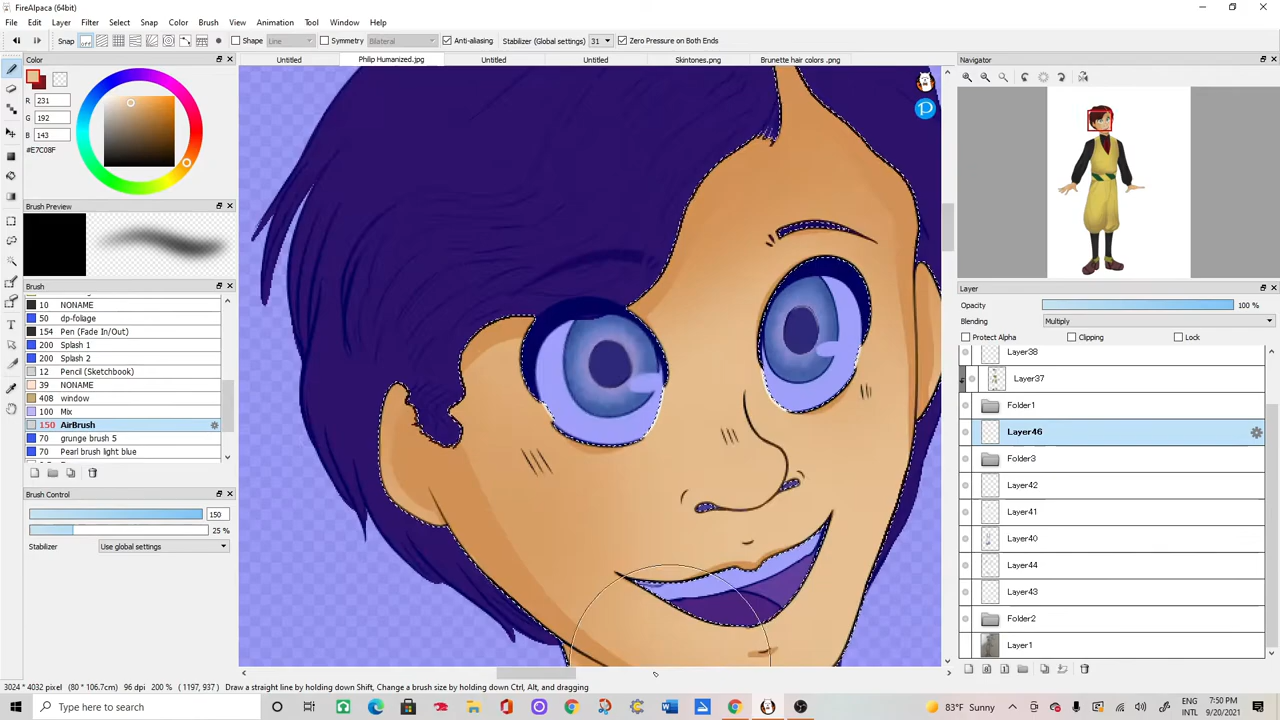 FireAlpaca (64bit)
File Edit Layer Filter Select Snap Color Brush View Animation Tool Window Help
Snap off Shape Line Symmetry Bilateral Anti-aliasing Stabilizer (Global settings) 31 Zero Pressure on Both Ends
Color
R 231
G 192
B 143
#E7C08F
Brush Preview
Brush
10 NONAME
50 dp-foliage
154 Pen (Fade In/Out)
200 Splash 1
200 Splash 2
12 Pencil (Sketchbook)
39 NONAME
408 window
100 Mix
150 AirBrush
70 grunge brush 5
70 Pearl brush light blue
Brush Control
150
25 %
Stabilizer Use global settings
Untitled Philip Humanized.jpg Untitled Untitled Skintones.png Brunette hair colors .png
P
Navigator
Layer
Opacity 100 %
Blending Multiply
Protect Alpha Clipping Lock
Layer38
Layer37
Folder1
Layer46
Folder3
Layer42
Layer41
Layer40
Layer44
Layer43
Folder2
Layer1
3024 * 4032 pixel (80 * 106.7cm) 96 dpi 200 % (1197, 937) Draw a straight line by holding down Shift, Change a brush size by holding down Ctrl, Alt, and dragging
Type here to search
83°F Sunny
ENG
INTL
7:50 PM
9/20/2021